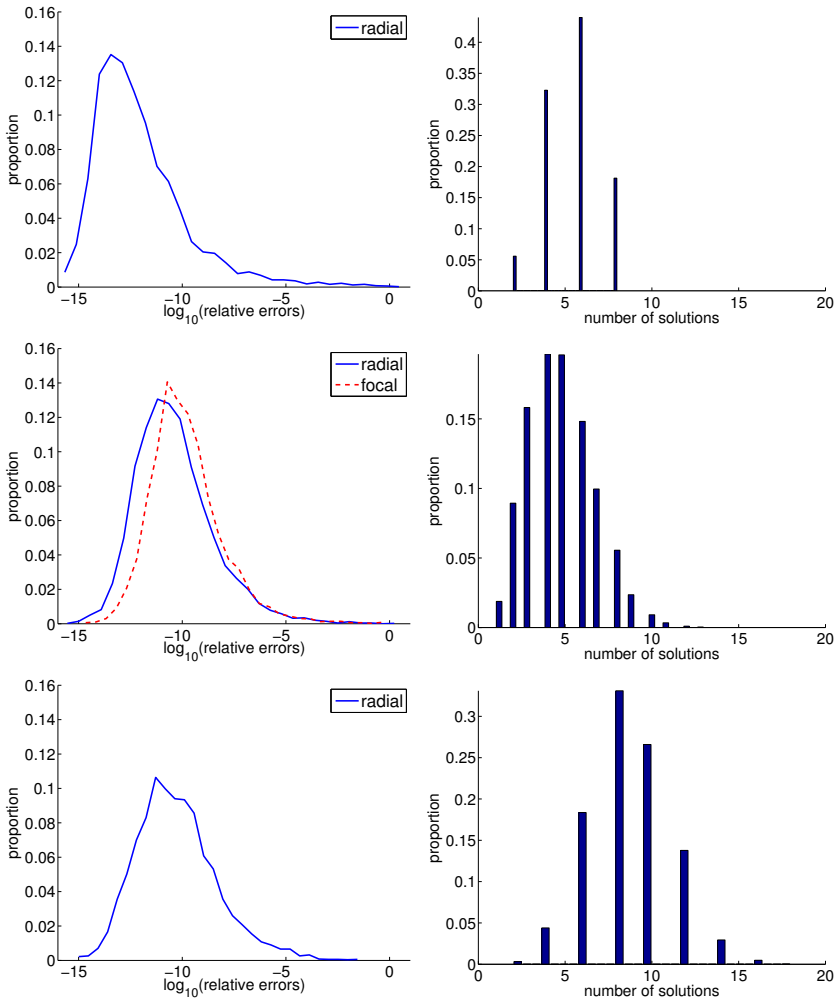 radial
proportion
0.16
0.14
0.12
0.1
0.08
0.06
0.04
0.02
0
−15 −10 −5 0
log10(relative errors)
proportion
0.4
0.35
0.3
0.25
0.2
0.15
0.1
0.05
0
0 5 10 15 20
number of solutions
radial
focal
proportion
0.16
0.14
0.12
0.1
0.08
0.06
0.04
0.02
0
−15 −10 −5 0
log10(relative errors)
proportion
0.15
0.1
0.05
0
0 5 10 15 20
number of solutions
radial
proportion
0.16
0.14
0.12
0.1
0.08
0.06
0.04
0.02
0
−15 −10 −5 0
log10(relative errors)
proportion
0.3
0.25
0.2
0.15
0.1
0.05
0
0 5 10 15 20
number of solutions